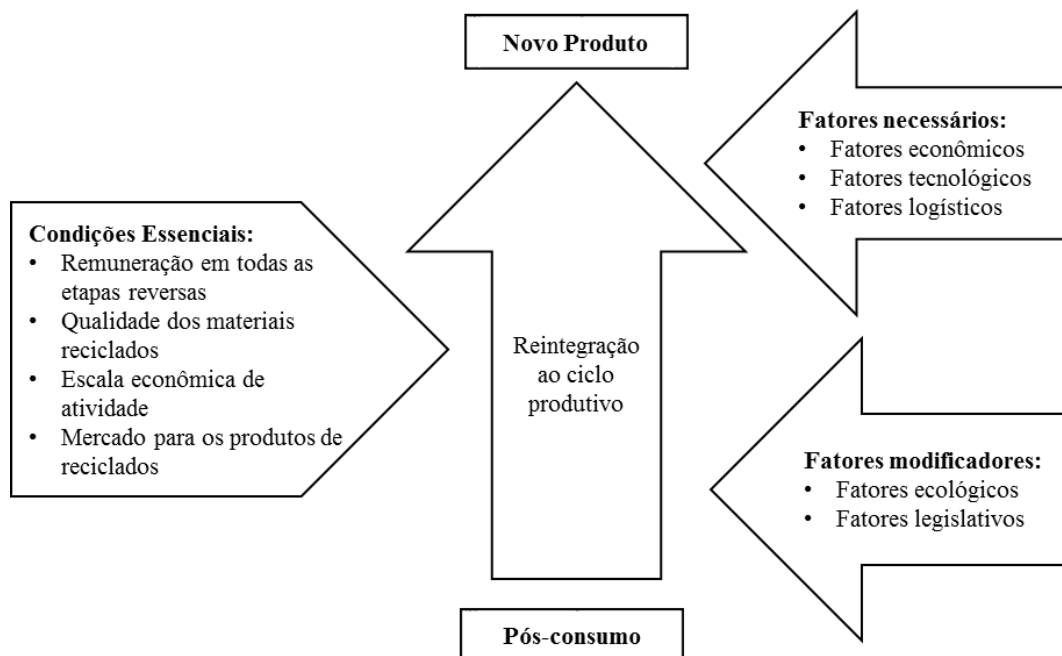 Novo Produto
Fatores necessários:
• Fatores econômicos
• Fatores tecnológicos
• Fatores logísticos
Condições Essenciais:
• Remuneração em todas as
etapas reversas
• Qualidade dos materiais
reciclados
• Escala econômica de
atividade
• Mercado para os produtos de
reciclados
Reintegração
ao ciclo
produtivo
Fatores modificadores:
• Fatores ecológicos
• Fatores legislativos
Pós-consumo